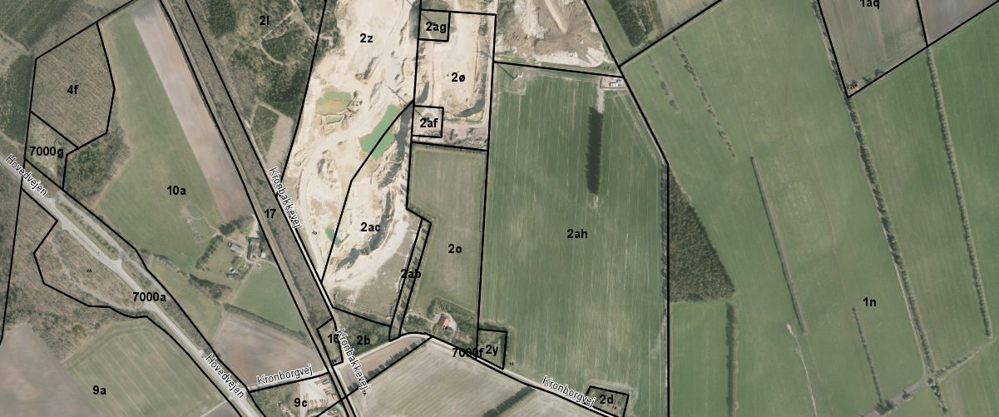 1aq
2l
2ag
2z
2ø
4f
2af
7000g
Hovedvejen
10a
Kronbakkevej
17
2ac
2ah
2o
2ab
7000a
1n
2b
2y
7000f
Kronborgvej
Hovedvejen
Kronbakkevej
Kronborgvej
9a
9c
2d